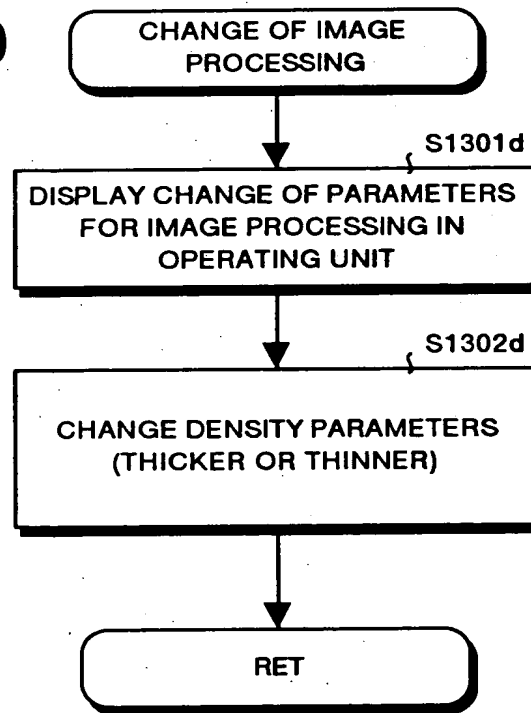 CHANGE OF IMAGE
PROCESSING
S1301d
DISPLAY CHANGE OF PARAMETERS
FOR IMAGE PROCESSING IN
OPERATING UNIT
S1302d
CHANGE DENSITY PARAMETERS
(THICKER OR THINNER)
RET